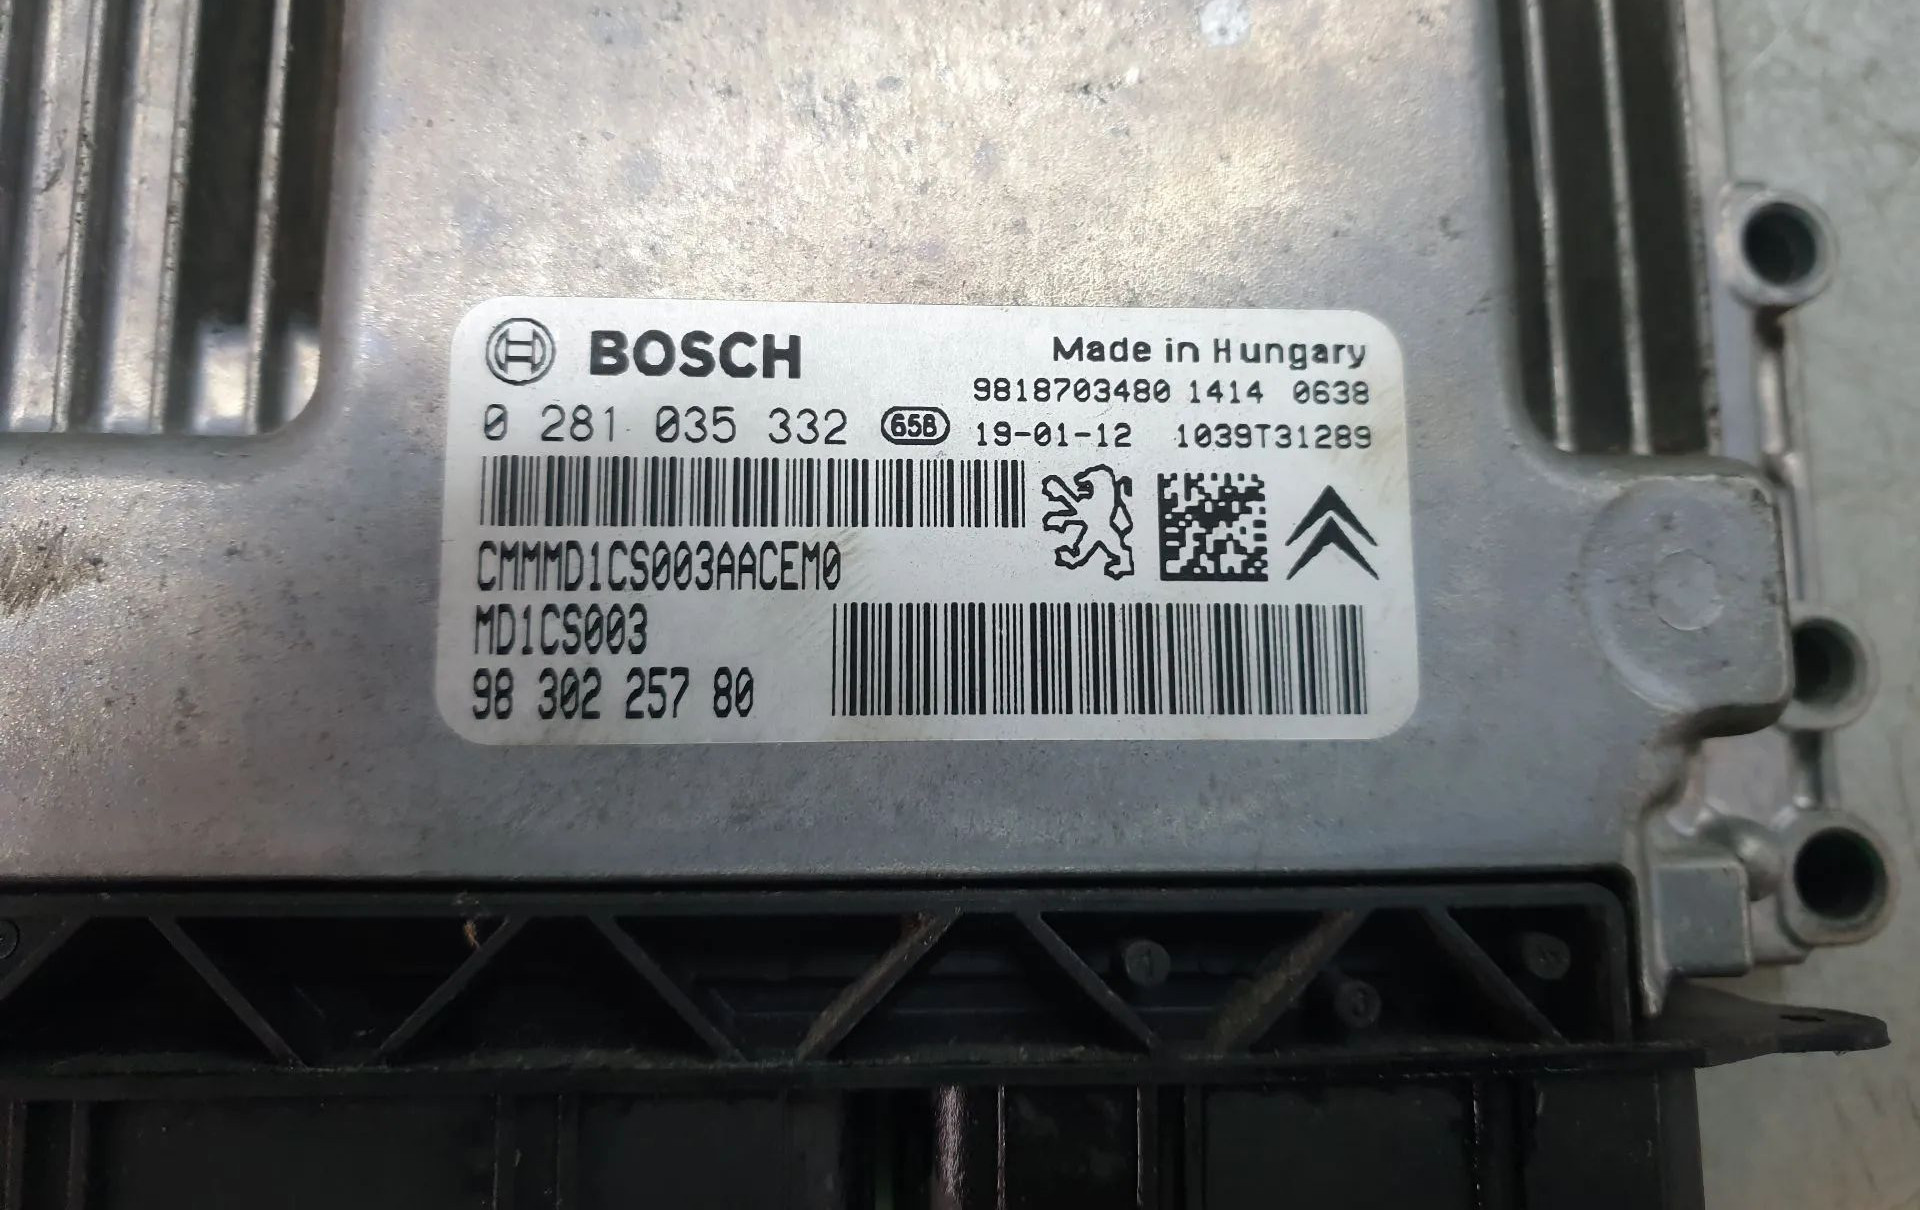 BOSCH
Made in Hungary
9818703480 1414 0638
0 281 035 332 658 19-01-12 1039T31289
CMMMD1CS003AACEM0
MD1CS003
98 302 257 80